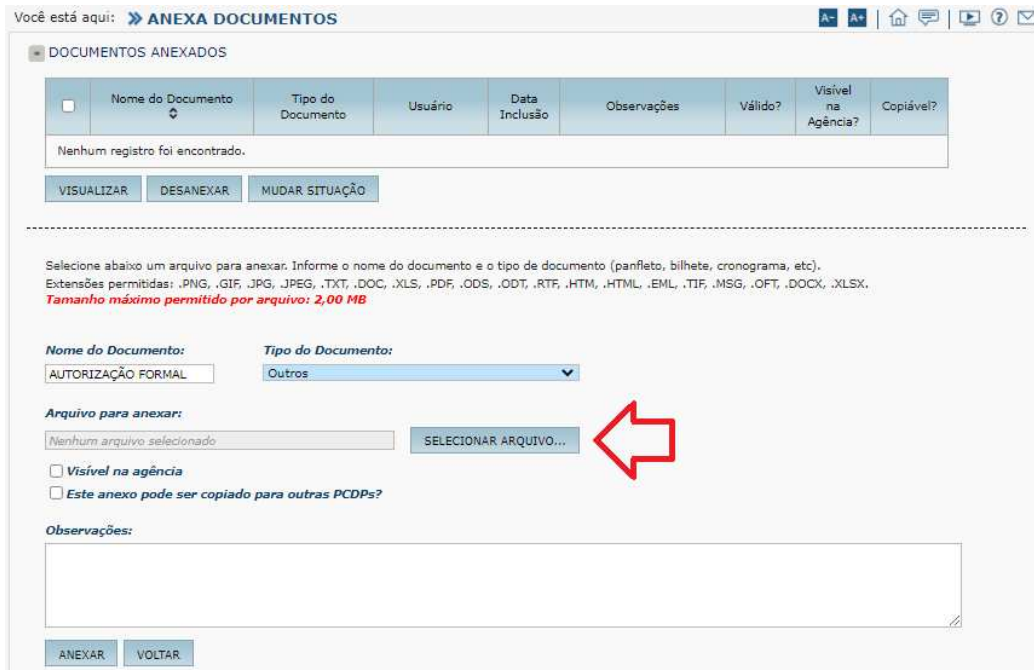 Você está aqui: ANEXA DOCUMENTOS A- A+
DOCUMENTOS ANEXADOS
Nome do Documento Tipo do Documento Usuário Data Inclusão Observações Válido? Visível na Agência? Copiável?
Nenhum registro foi encontrado.
VISUALIZAR DESANEXAR MUDAR SITUAÇÃO
Selecione abaixo um arquivo para anexar. Informe o nome do documento e o tipo de documento (panfleto, bilhete, cronograma, etc).
Extensões permitidas: .PNG, .GIF, .JPG, .JPEG, .TXT, .DOC, .XLS, .PDF, .ODS, .ODT, .RTF, .HTM, .HTML, .EML, .TIF, .MSG, .OFT, .DOCX, .XLSX.
Tamanho máximo permitido por arquivo: 2,00 MB
Nome do Documento: Tipo do Documento:
AUTORIZAÇÃO FORMAL Outros
Arquivo para anexar:
Nenhum arquivo selecionado SELECIONAR ARQUIVO...
Visível na agência
Este anexo pode ser copiado para outras PCDPs?
Observações:
ANEXAR VOLTAR